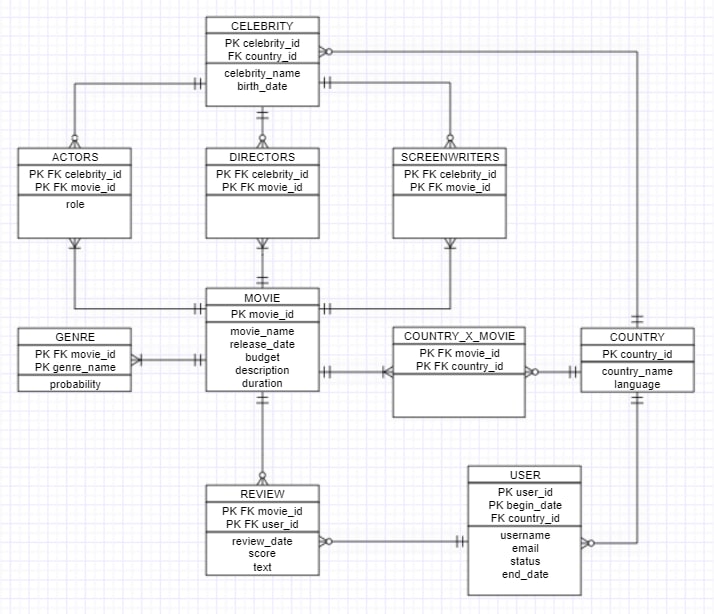 CELEBRITY
PK celebrity_id
FK country_id
celebrity_name
birth_date
ACTORS
PK FK celebrity_id
PK FK movie_id
role
DIRECTORS
PK FK celebrity_id
PK FK movie_id
SCREENWRITERS
PK FK celebrity_id
PK FK movie_id
MOVIE
PK movie_id
movie_name
release_date
budget
description
duration
GENRE
PK FK movie_id
PK genre_name
probability
COUNTRY_X_MOVIE
PK FK movie_id
PK FK country_id
COUNTRY
PK country_id
country_name
language
REVIEW
PK FK movie_id
PK FK user_id
review_date
score
text
USER
PK user_id
PK begin_date
FK country_id
username
email
status
end_date